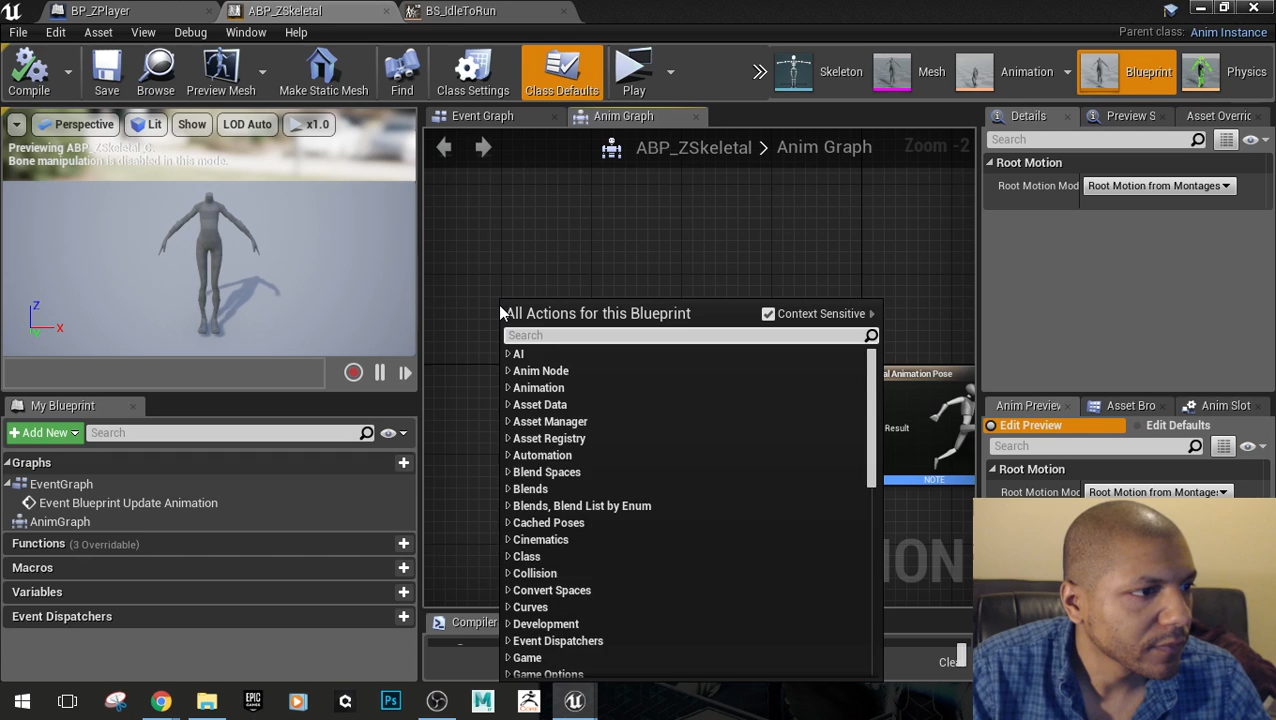 BP_ZPlayer
ABP_ZSkeletal
BS_IdleToRun
File
Edit
Asset
View
Debug
Window
Help
Parent class: Anim Instance
Compile
Save
Browse
Preview Mesh
Make Static Mesh
Find
Class Settings
Class Defaults
Play
Skeleton
Mesh
Animation
Blueprint
Physics
Perspective
Lit
Show
LOD Auto
x1.0
Previewing ABP_ZSkeletal_C.
Bone manipulation is disabled in this mode.
Z
X
Event Graph
Anim Graph
ABP_ZSkeletal > Anim Graph
Zoom -2
Details
Preview S
Asset Overric
Search
Root Motion
Root Motion Mod
Root Motion from Montages
All Actions for this Blueprint
Context Sensitive
Search
AI
Anim Node
Animation
Asset Data
Asset Manager
Asset Registry
Automation
Blend Spaces
Blends
Blends, Blend List by Enum
Cached Poses
Cinematics
Class
Collision
Convert Spaces
Curves
Development
Event Dispatchers
Game
Game Options
al Animation Pose
Result
NOTE
ION
Compiler
Clea
My Blueprint
Add New
Search
Graphs
EventGraph
Event Blueprint Update Animation
AnimGraph
Functions (3 Overridable)
Macros
Variables
Event Dispatchers
Anim Preview
Asset Bro
Anim Slot
Edit Preview
Edit Defaults
Search
Root Motion
Root Motion Mod
Root Motion from Montages
EPIC GAMES
Ps